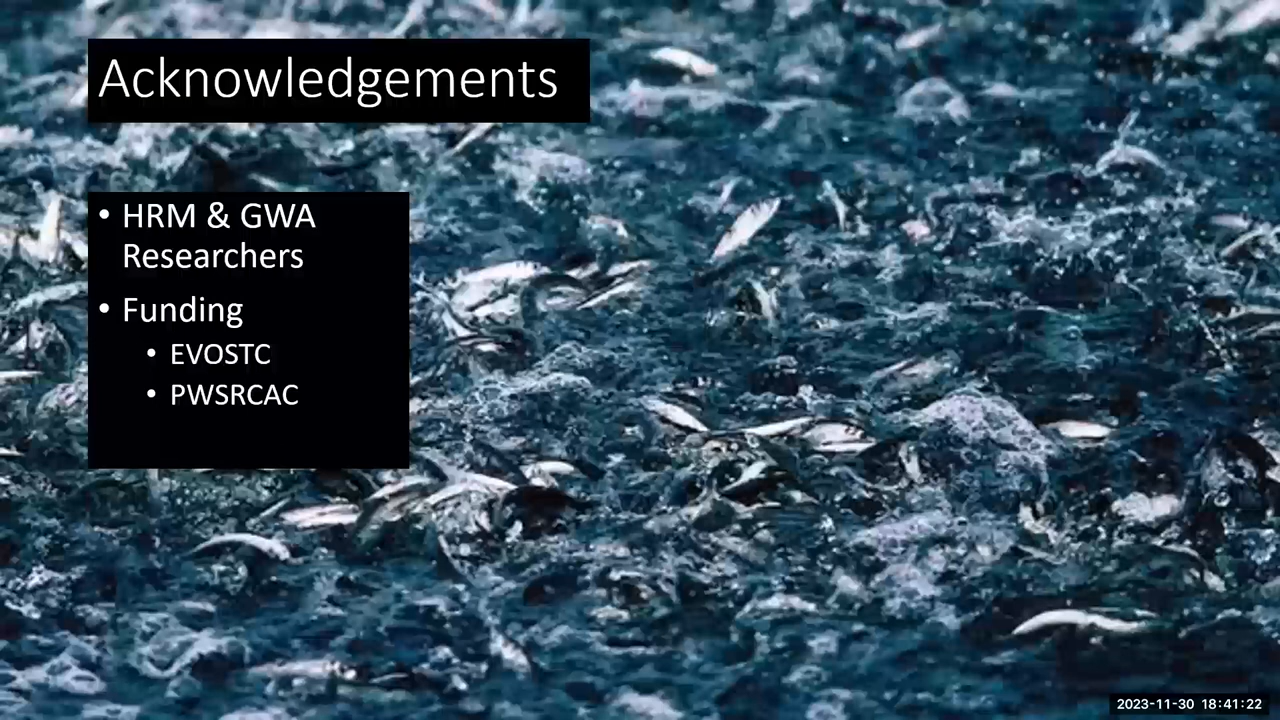 Acknowledgements
• HRM & GWA
Researchers
• Funding
• EVOSTC
• PWSRCAC
2023-11-30 18:41:22